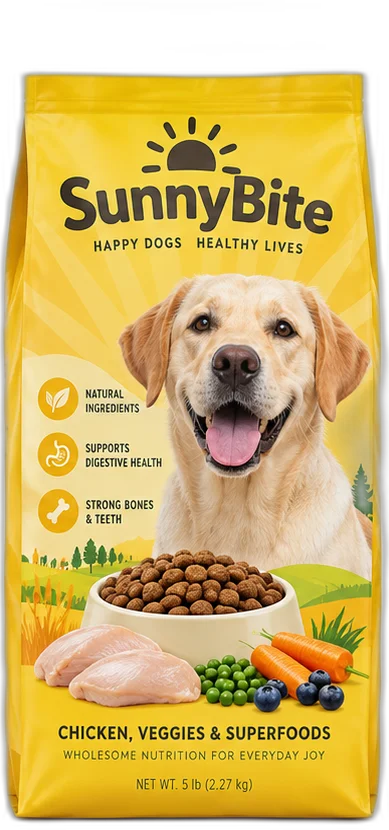 SunnyBite
HAPPY DOGS HEALTHY LIVES
NATURAL
INGREDIENTS
SUPPORTS
DIGESTIVE HEALTH
STRONG BONES
& TEETH
CHICKEN, VEGGIES & SUPERFOODS
WHOLESOME NUTRITION FOR EVERYDAY JOY
NET WT. 5 lb (2.27 kg)